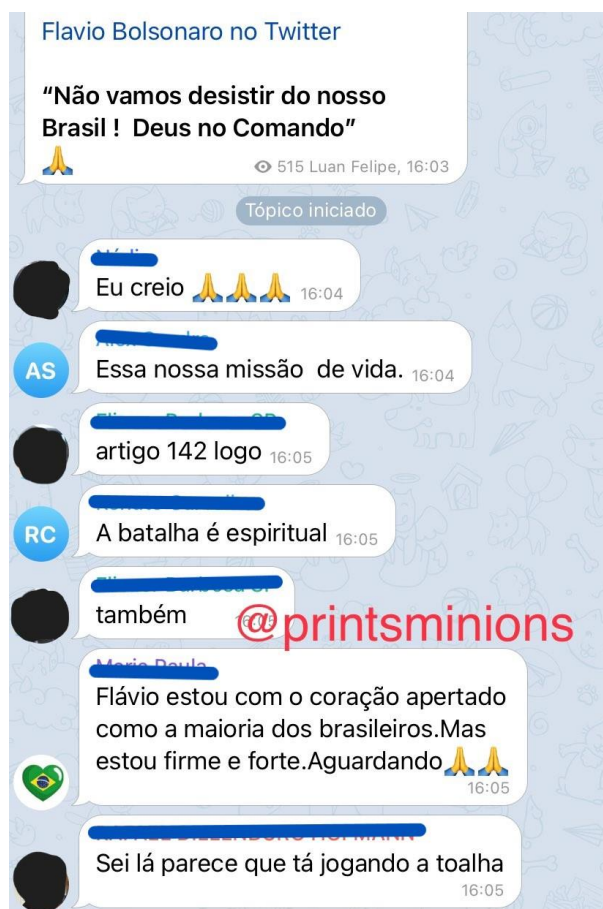 Flavio Bolsonaro no Twitter
“Não vamos desistir do nosso
Brasil ! Deus no Comando”
🙏
515 Luan Felipe, 16:03
Tópico iniciado
Eu creio 🙏🙏🙏 16:04
AS
Essa nossa missão de vida. 16:04
artigo 142 logo 16:05
RC
A batalha é espiritual 16:05
também
@printsminions
Flávio estou com o coração apertado
como a maioria dos brasileiros.Mas
estou firme e forte.Aguardando🙏🙏
16:05
Sei lá parece que tá jogando a toalha
16:05